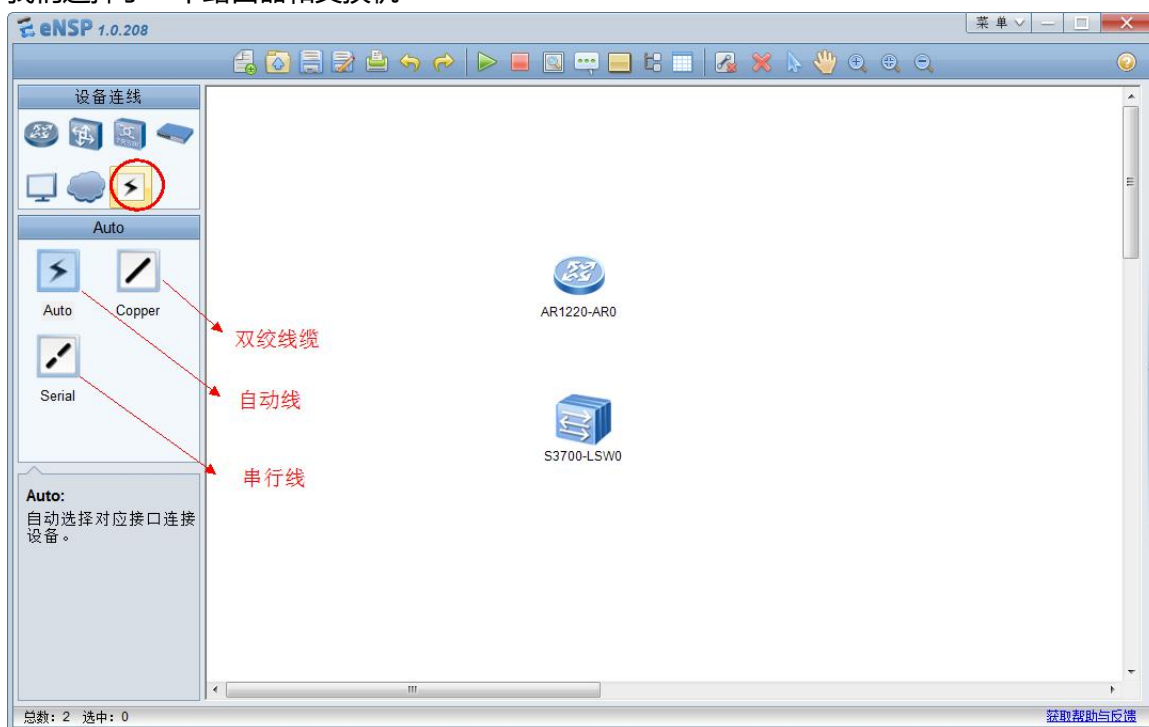 eNSP 1.0.208
菜 单
设备连线
Auto
Auto
Copper
Serial
双绞线缆
自动线
串行线
AR1220-AR0
S3700-LSW0
Auto:
自动选择对应接口连接
设备。
总数: 2 选中: 0
获取帮助与反馈